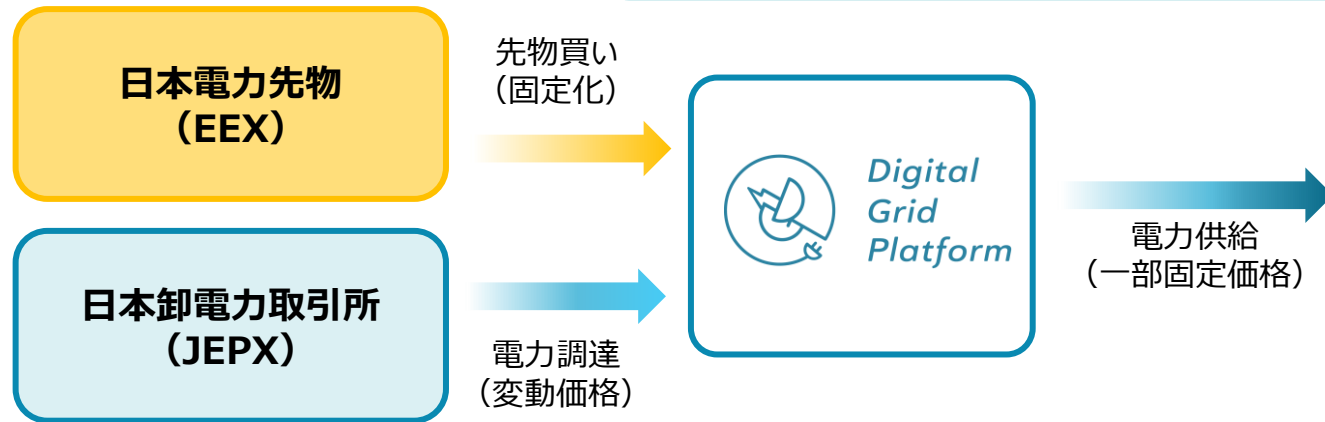 日本電力先物
（EEX）
先物買い
（固定化）
日本卸電力取引所
（JEPX）
電力調達
（変動価格）
Digital
Grid
Platform
電力供給
（一部固定価格）